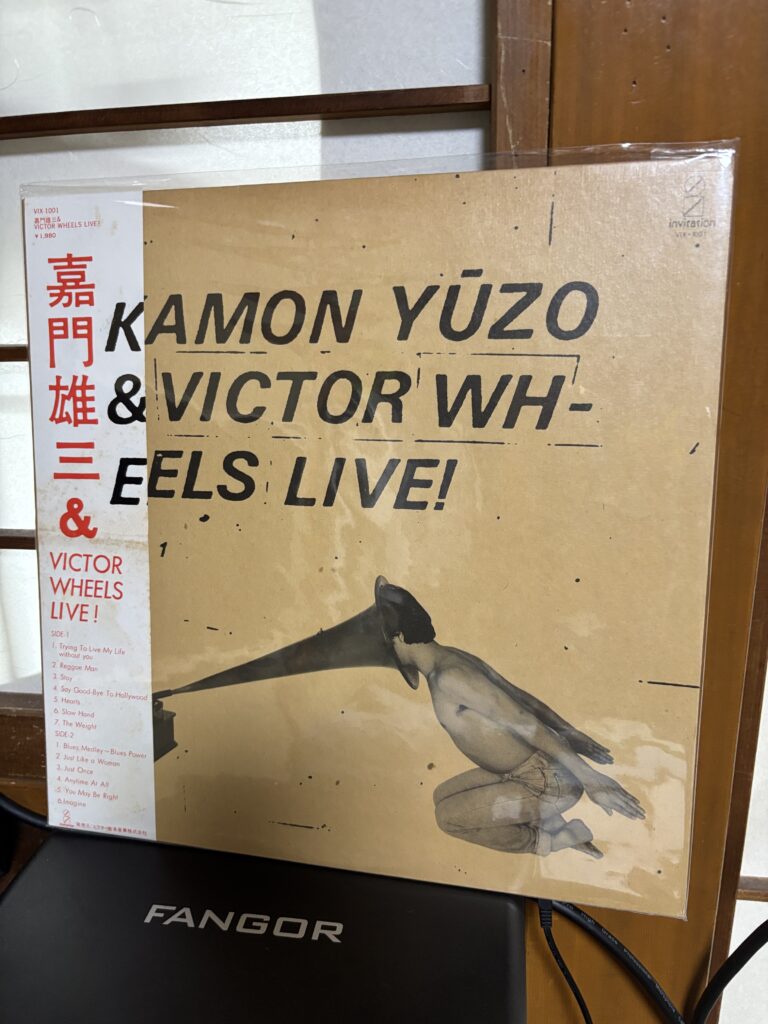 VIX-1001
嘉門雄三&
VICTOR WHEELS LIVE!
¥1,980
嘉門雄三
&
VICTOR
WHEELS
LIVE!
SIDE-1
1. Trying To Live My Life
without you
2. Reggae Man
3. Stay
4. Say Good-Bye To Hollywood
5. Hearts
6. Slow Hand
7. The Weight
SIDE-2
1. Blues Medley~Blues Power
2. Just Like a Woman
3. Just Once
4. Anytime At All
5. You May Be Right
6. Imagine
invitation
KAMON YŪZO
& VICTOR WH-
EELS LIVE!
1
invitation
VIX-1001
FANGOR